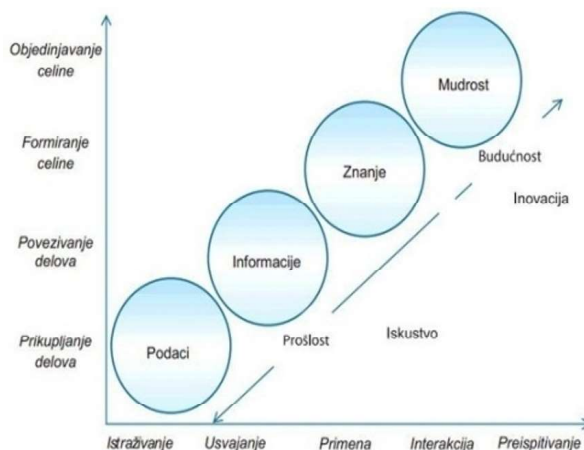 Objedinjavanje
celine
Mudrost
Formiranje
celine
Budućnost
Znanje
Inovacija
Povezivanje
delova
Informacije
Prikupljanje
delova
Podaci
Prošlost
Iskustvo
Istraživanje Usvajanje Primena Interakcija Preispitivanje